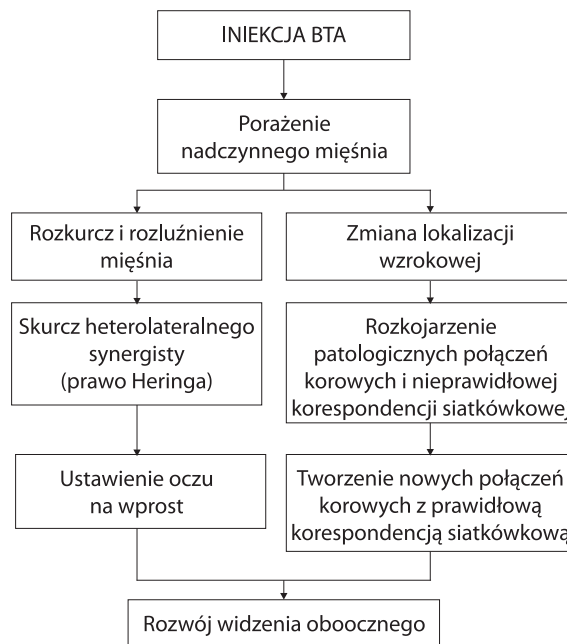 INIEKCJA BTA
Porażenie
nadczynnego mięśnia
Rozkurcz i rozluźnienie
mięśnia
Zmiana lokalizacji
wzrokowej
Skurcz heterolateralnego
synergisty
(prawo Heringa)
Rozkojarzenie
patologicznych połączeń
korowych i nieprawidłowej
korespondencji siatkówkowej
Ustawienie oczu
na wprost
Tworzenie nowych połączeń
korowych z prawidłową
korespondencją siatkówkową
Rozwój widzenia oboocznego